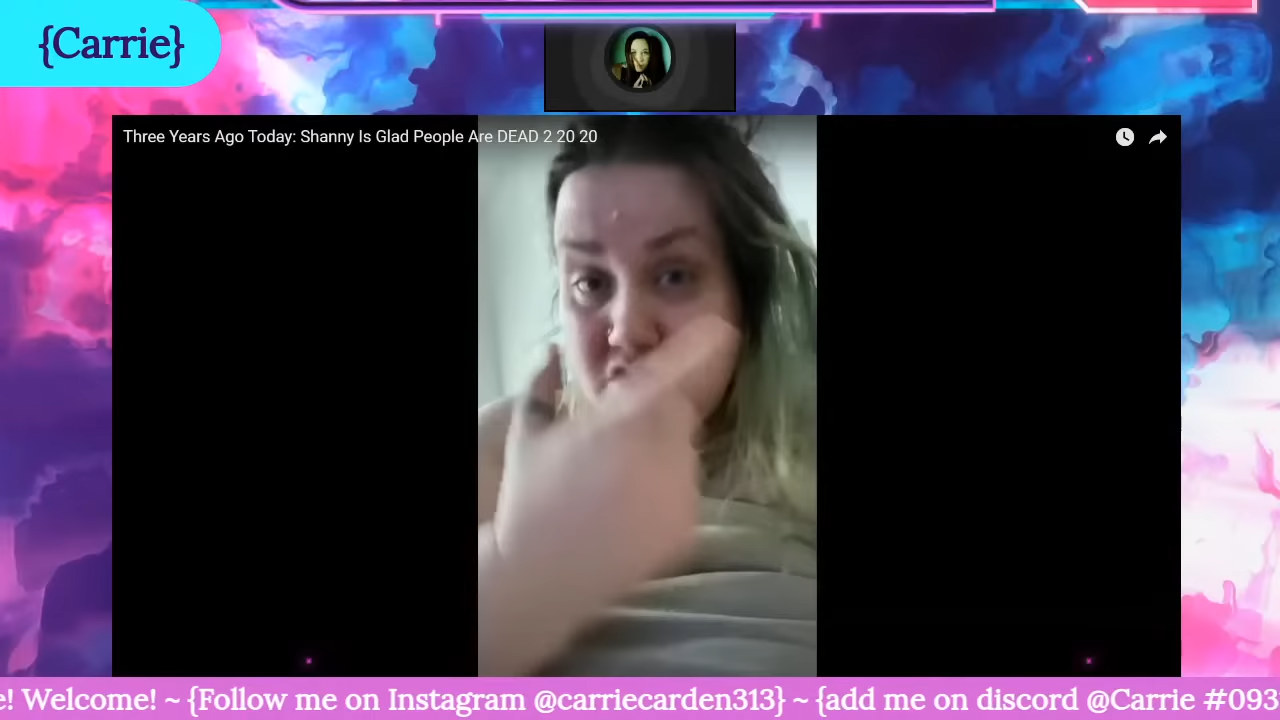 {Carrie}
Three Years Ago Today: Shanny Is Glad People Are DEAD 2 20 20
e! Welcome! ~ {Follow me on Instagram @carriecarden313} ~ {add me on discord @Carrie #093